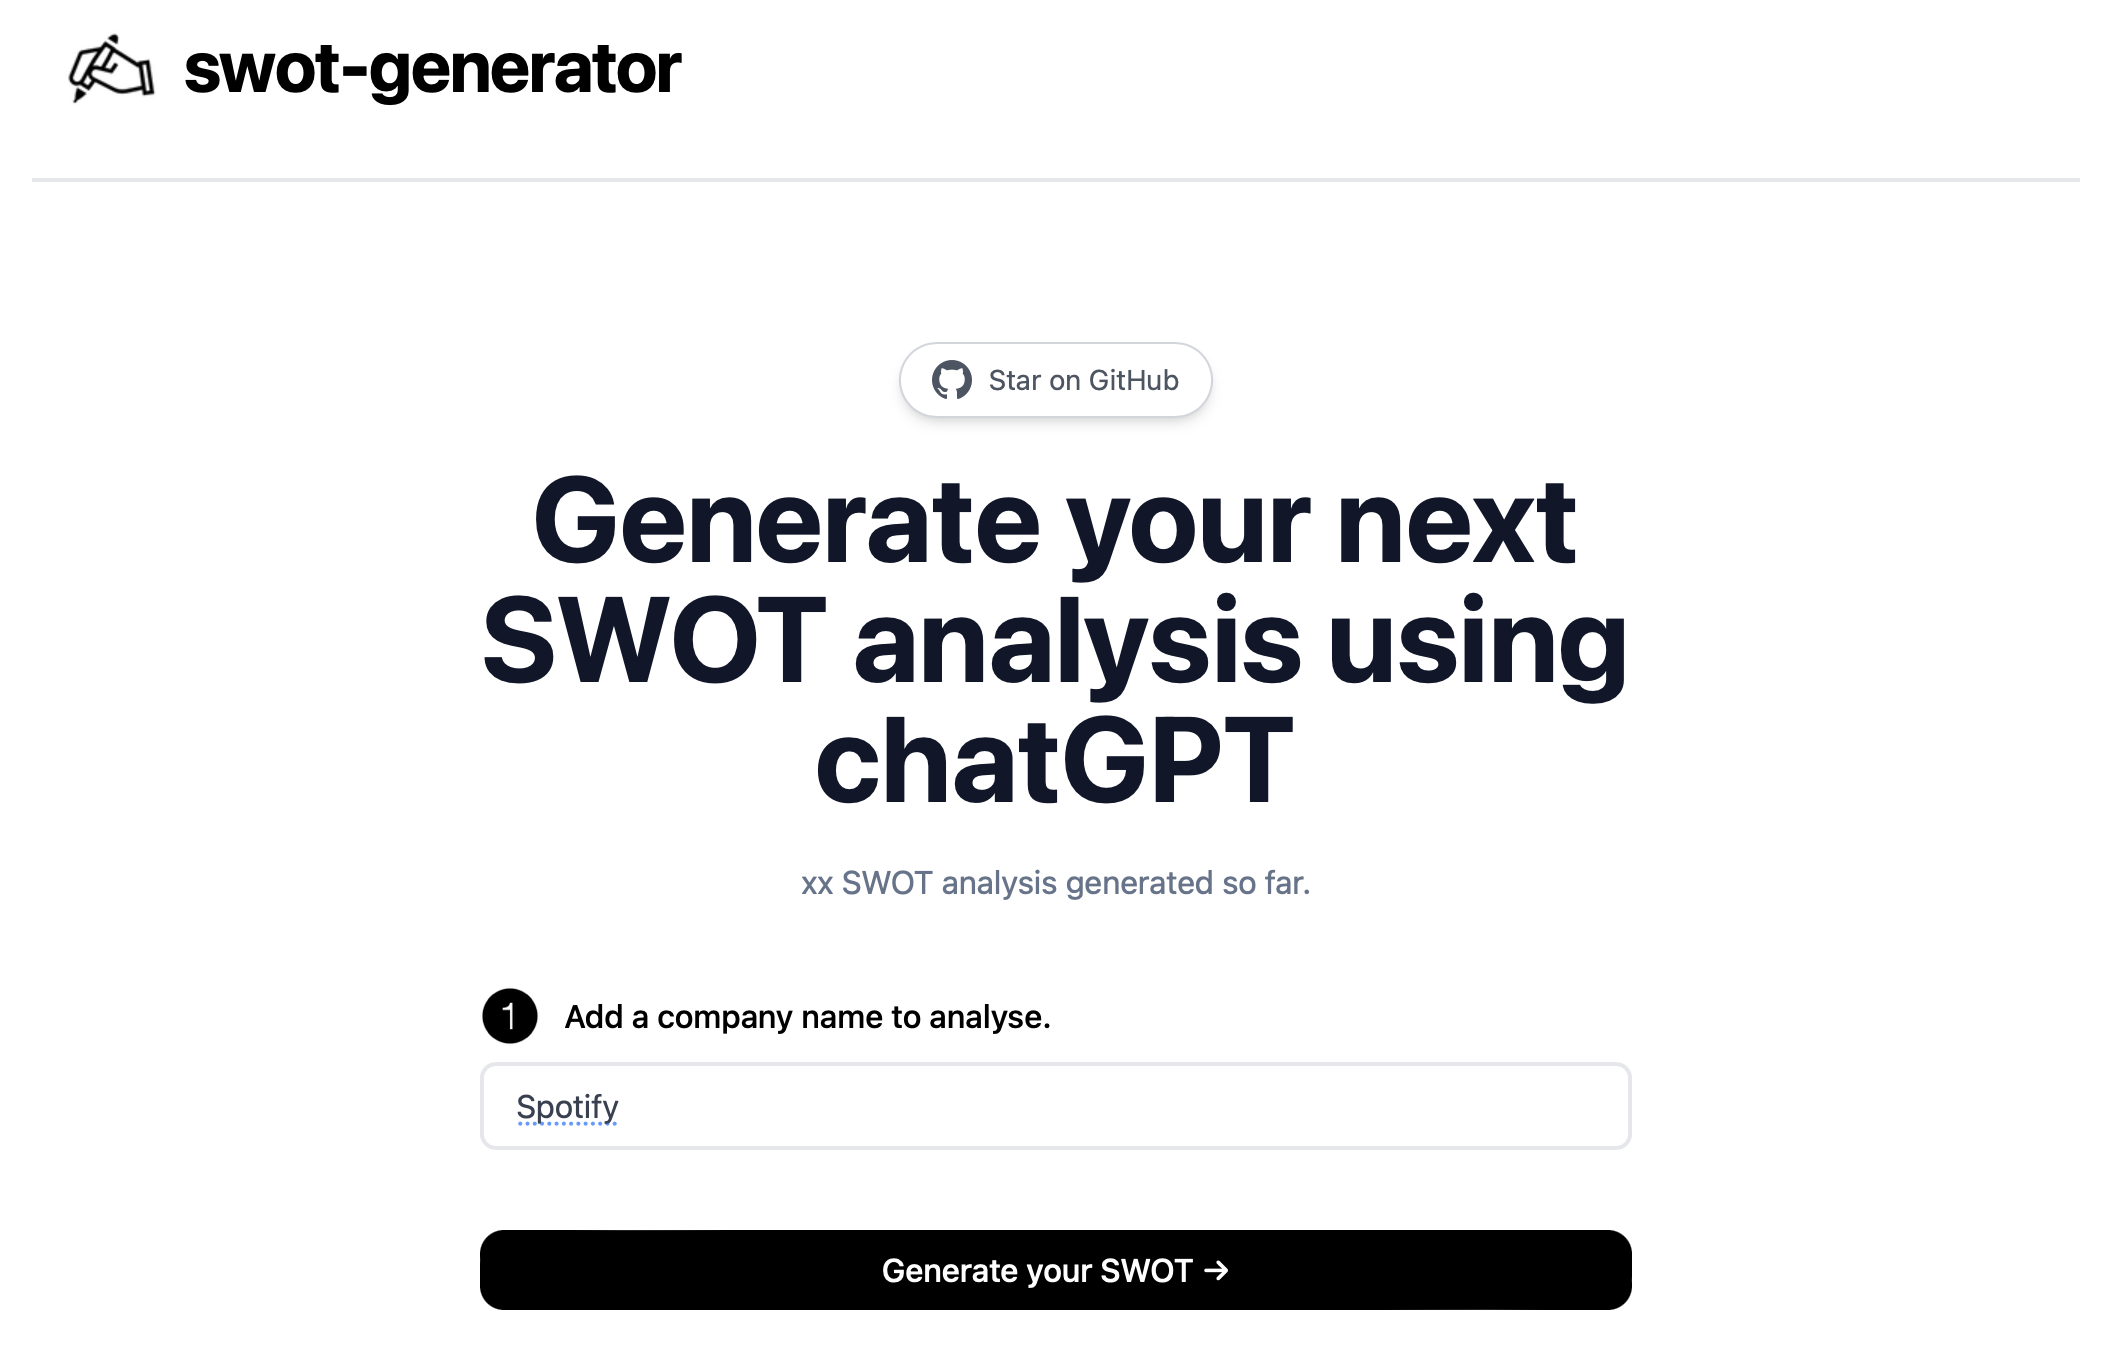 swot-generator
Star on GitHub
Generate your next
SWOT analysis using
chatGPT
xx SWOT analysis generated so far.
1 Add a company name to analyse.
Spotify
Generate your SWOT →